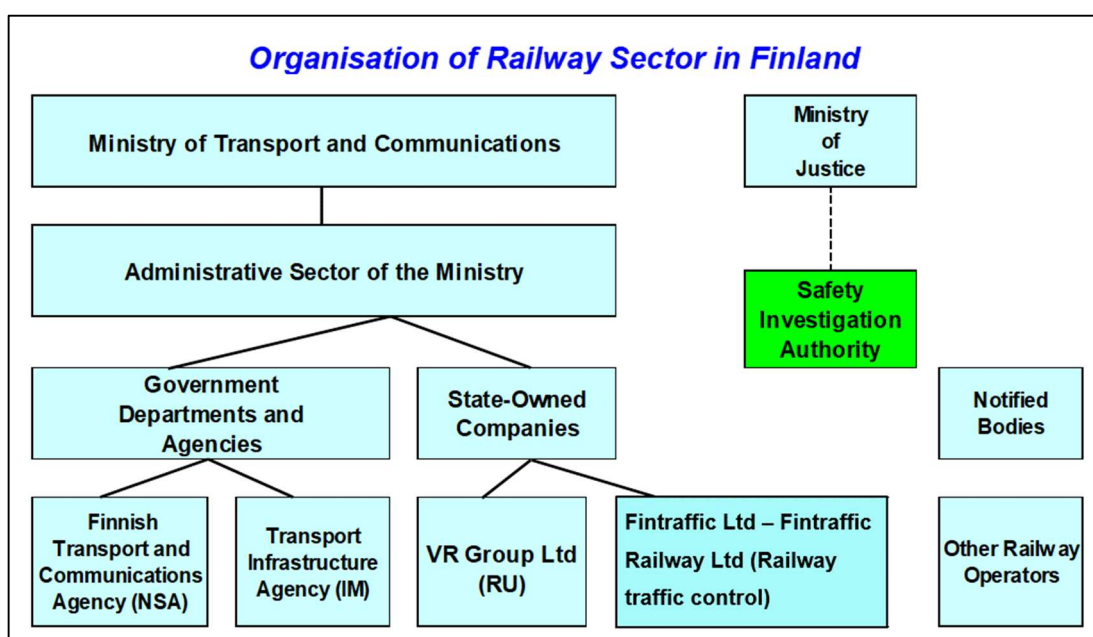 Organisation of Railway Sector in Finland
Ministry of Transport and Communications
Ministry
of
Justice
Administrative Sector of the Ministry
Safety
Investigation
Authority
Government
Departments and
Agencies
State-Owned
Companies
Notified
Bodies
Finnish
Transport and
Communications
Agency (NSA)
Transport
Infrastructure
Agency (IM)
VR Group Ltd
(RU)
Fintraffic Ltd – Fintraffic
Railway Ltd (Railway
traffic control)
Other Railway
Operators